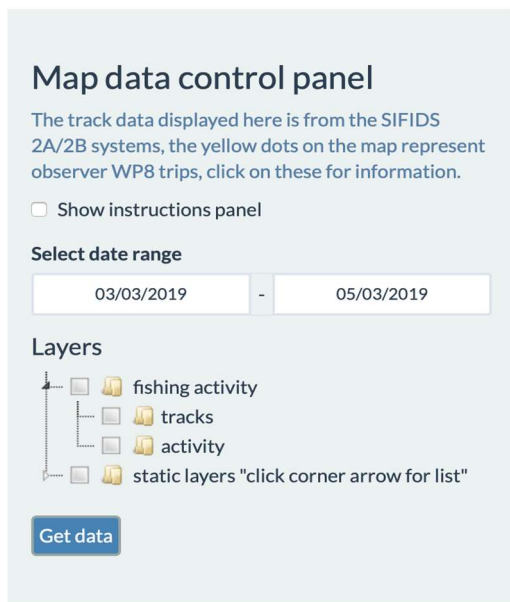 Map data control panel
The track data displayed here is from the SIFIDS
2A/2B systems, the yellow dots on the map represent
observer WP8 trips, click on these for information.
Show instructions panel
Select date range
03/03/2019 - 05/03/2019
Layers
fishing activity
tracks
activity
static layers "click corner arrow for list"
Get data